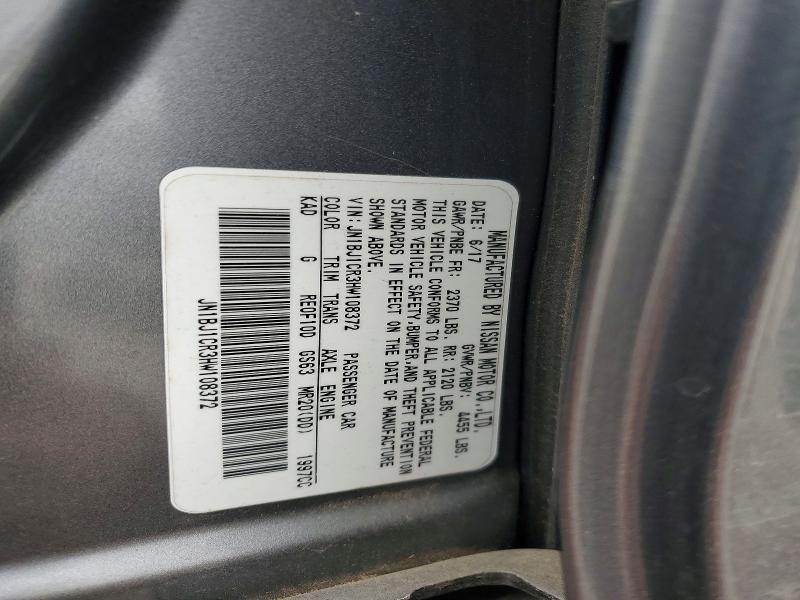 MANUFACTURED BY NISSAN MOTOR CO.,LTD.
DATE: 6/17 GVWR/PNBV: 4455 LBS.
GAWR/PNBE FR: 2370 LBS. RR: 2120 LBS.
THIS VEHICLE CONFORMS TO ALL APPLICABLE FEDERAL
MOTOR VEHICLE SAFETY,BUMPER,AND THEFT PREVENTION
STANDARDS IN EFFECT ON THE DATE OF MANUFACTURE
SHOWN ABOVE.
VIN:JN1BJ1CR3HW108372 PASSENGER CAR
COLOR TRIM TRANS AXLE ENGINE
KAD G RE0F10D GS63 MR20(DD) 1997CC
JN1BJ1CR3HW108372